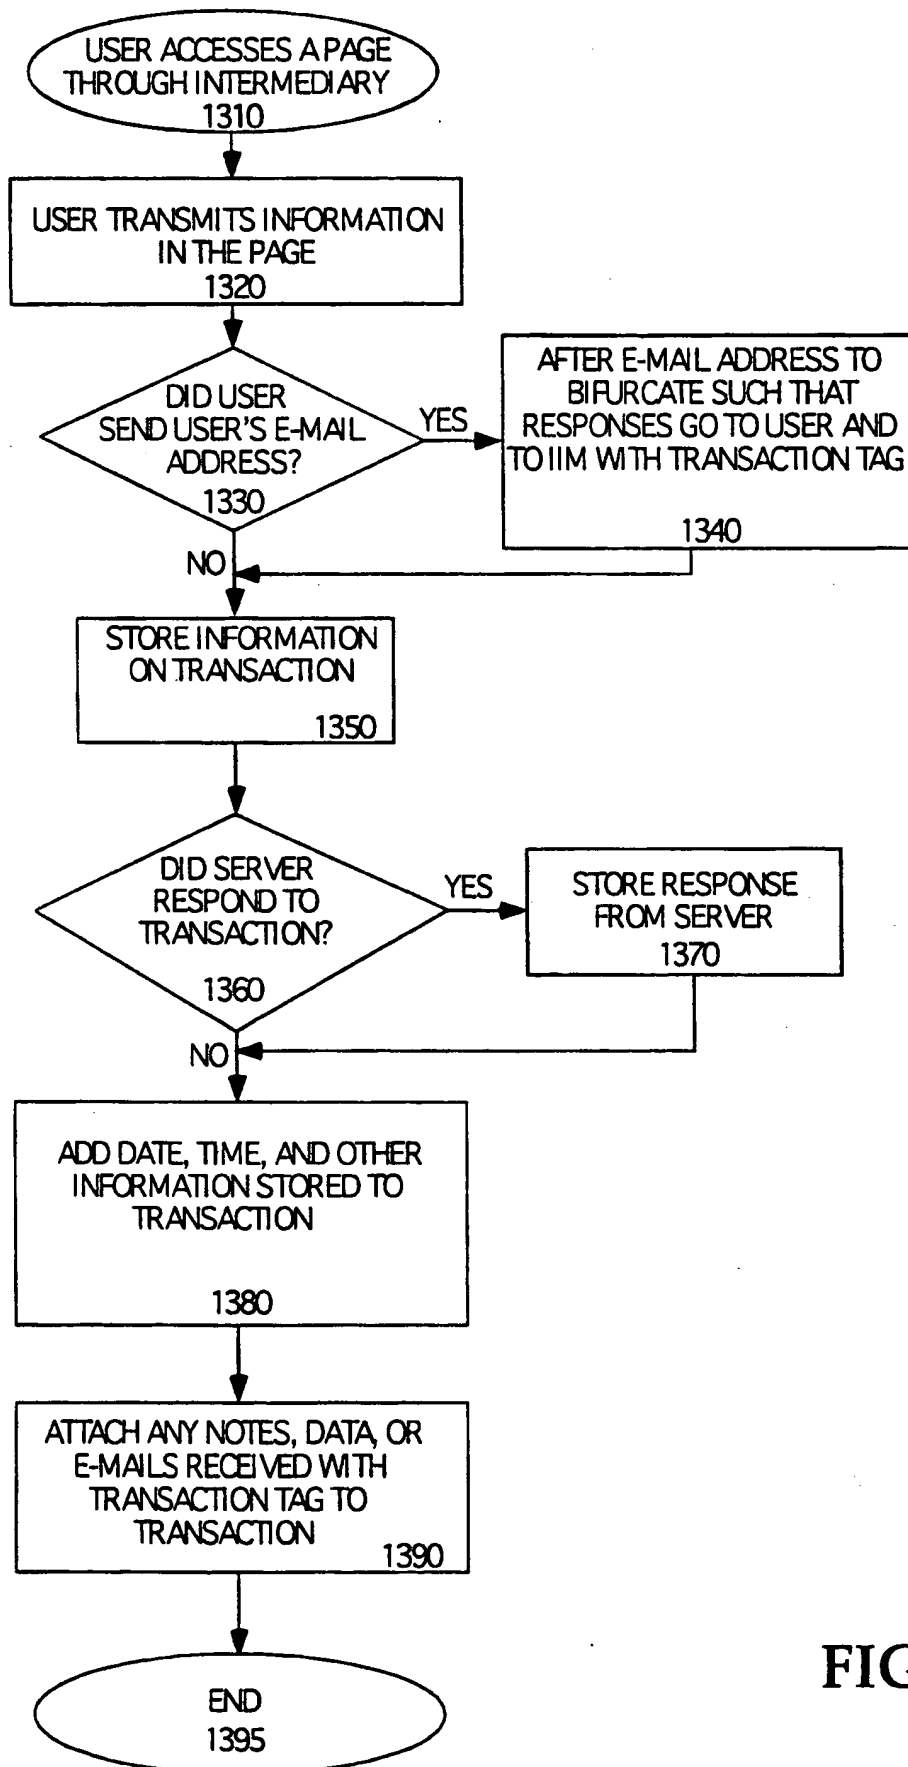 USER ACCESSES A PAGE
THROUGH INTERMEDIARY
1310
USER TRANSMITS INFORMATION
IN THE PAGE
1320
DID USER
SEND USER'S E-MAIL
ADDRESS?
1330
YES
AFTER E-MAIL ADDRESS TO
BIFURCATE SUCH THAT
RESPONSES GO TO USER AND
TO IIM WITH TRANSACTION TAG
1340
NO
STORE INFORMATION
ON TRANSACTION
1350
DID SERVER
RESPOND TO
TRANSACTION?
1360
YES
STORE RESPONSE
FROM SERVER
1370
NO
ADD DATE, TIME, AND OTHER
INFORMATION STORED TO
TRANSACTION
1380
ATTACH ANY NOTES, DATA, OR
E-MAILS RECEIVED WITH
TRANSACTION TAG TO
TRANSACTION
1390
FIG
END
1395